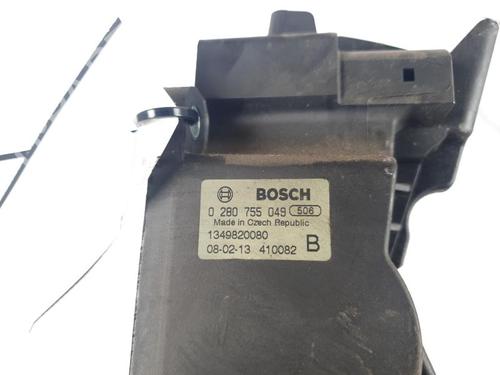 BOSCH
0 280 755 049 506
Made in Czech Republic
1349820080
08-02-13 410082 B